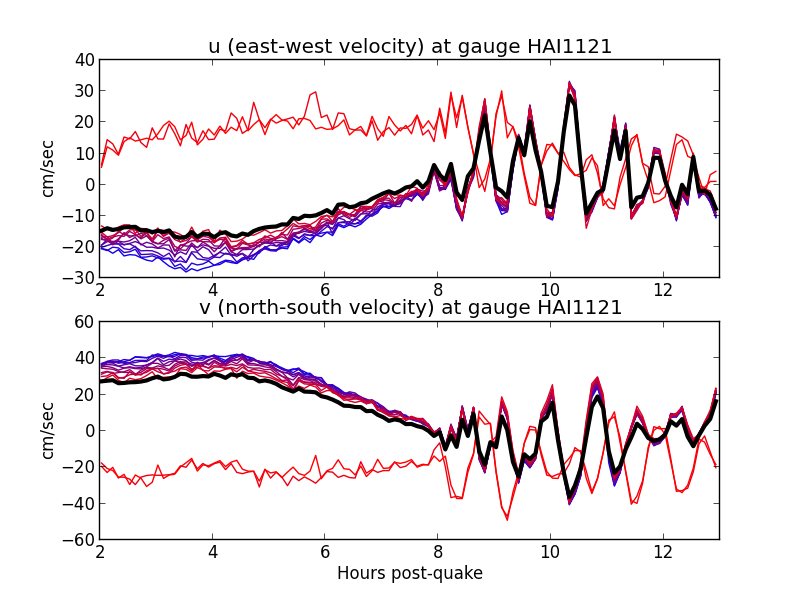 u (east-west velocity) at gauge HAI1121
40
30
20
10
0
−10
−20
−30
cm/sec
2 4 6 8 10 12
v (north-south velocity) at gauge HAI1121
60
40
20
0
−20
−40
−60
cm/sec
2 4 6 8 10 12
Hours post-quake